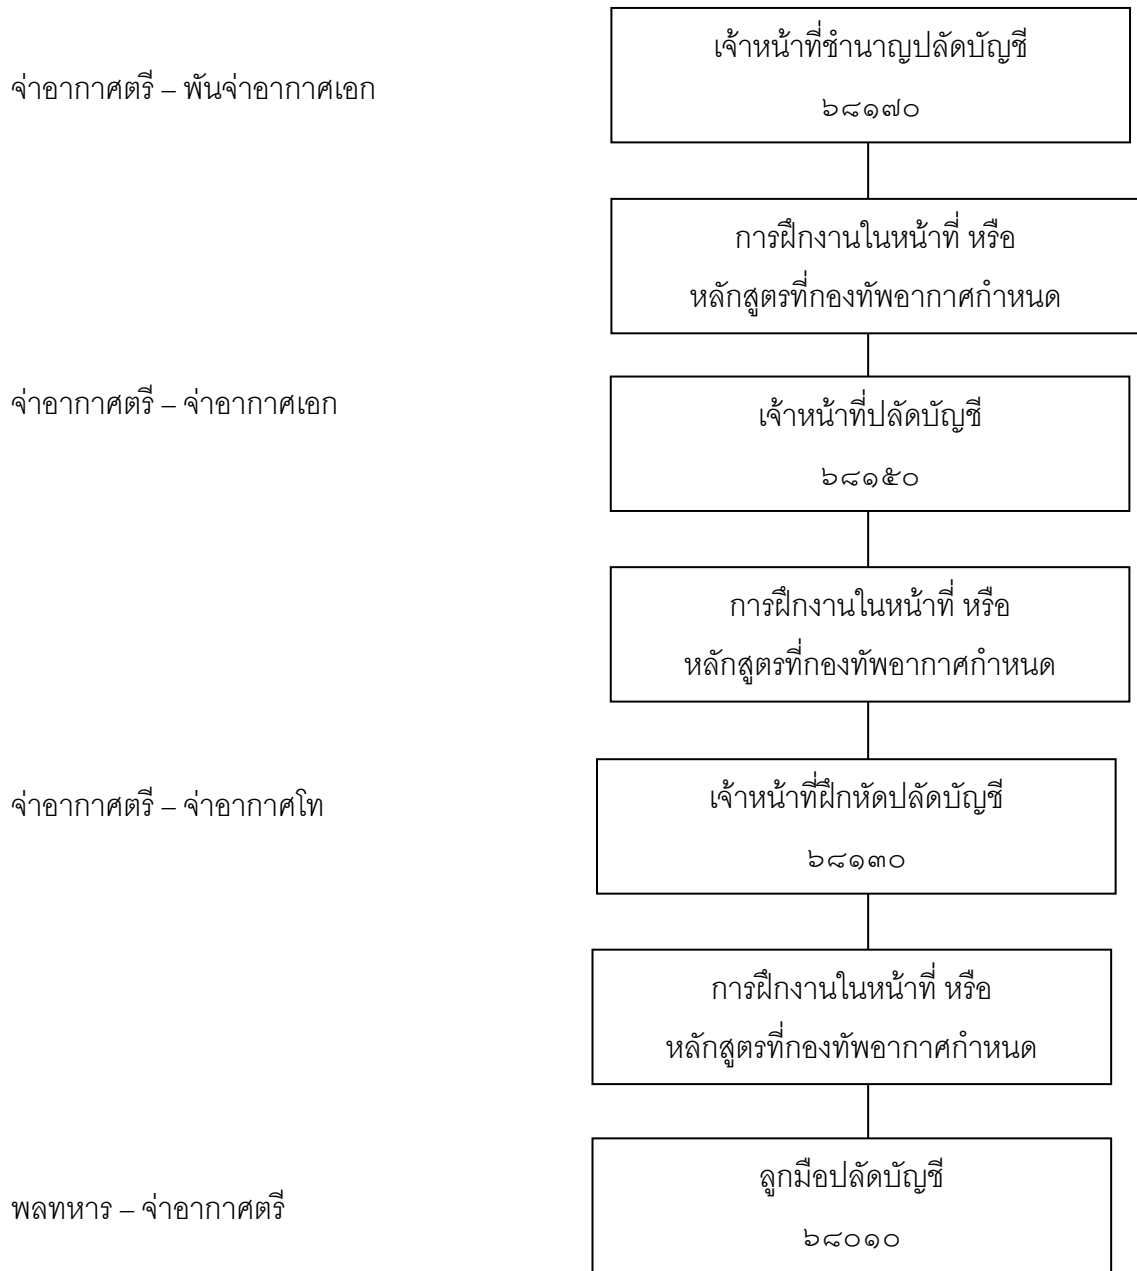 เจ้าหน้าที่ชำนาญปลัดบัญชี
จ่าอากาศตรี – พันจ่าอากาศเอก
๖๘๑๗๐
การฝึกงานในหน้าที่ หรือ
หลักสูตรที่กองทัพอากาศกำหนด
จ่าอากาศตรี – จ่าอากาศเอก
เจ้าหน้าที่ปลัดบัญชี
๖๘๑๕๐
การฝึกงานในหน้าที่ หรือ
หลักสูตรที่กองทัพอากาศกำหนด
จ่าอากาศตรี – จ่าอากาศโท
เจ้าหน้าที่ฝึกหัดปลัดบัญชี
๖๘๑๓๐
การฝึกงานในหน้าที่ หรือ
หลักสูตรที่กองทัพอากาศกำหนด
ลูกมือปลัดบัญชี
พลทหาร – จ่าอากาศตรี
๖๘๐๑๐